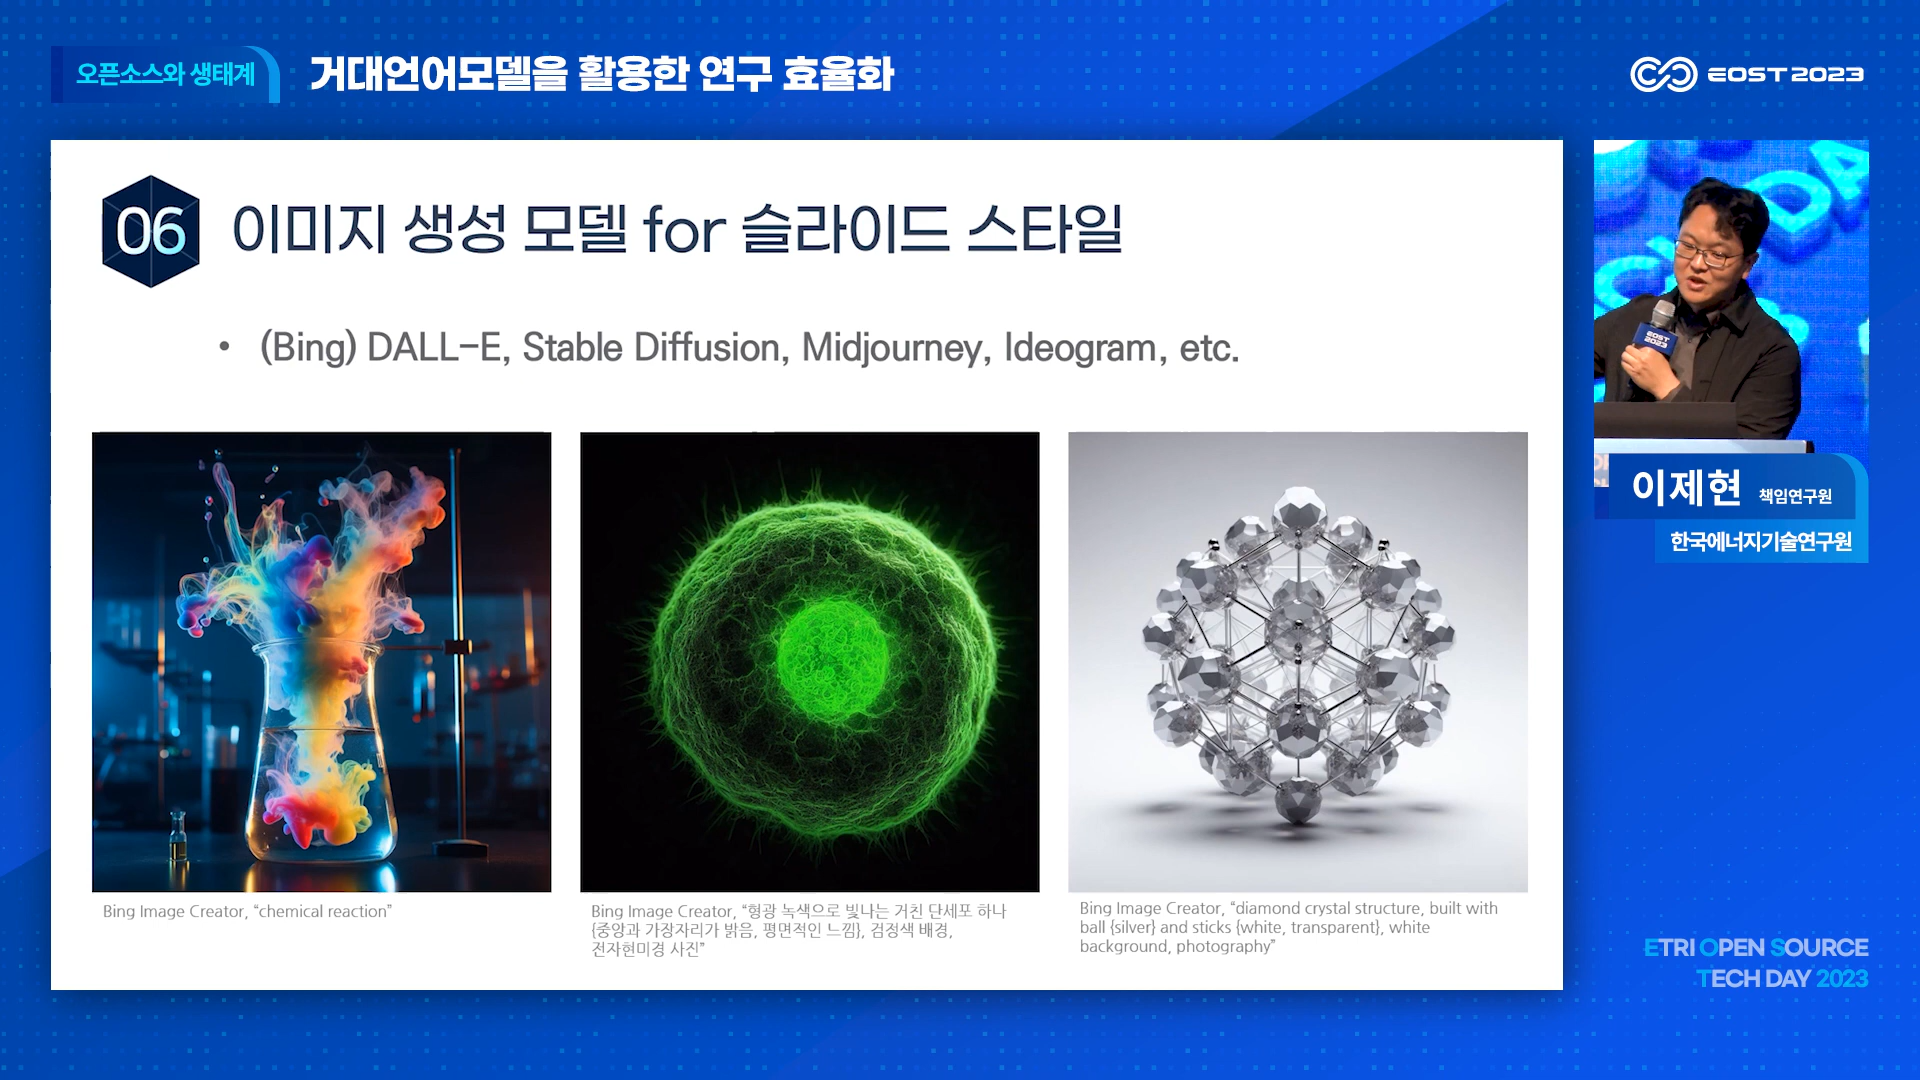 오픈소스와 생태계
거대언어모델을 활용한 연구 효율화
EOST 2023
06
이미지 생성 모델 for 슬라이드 스타일
• (Bing) DALL-E, Stable Diffusion, Midjourney, Ideogram, etc.
Bing Image Creator, “chemical reaction”
Bing Image Creator, “형광 녹색으로 빛나는 거친 단세포 하나
{중앙과 가장자리가 밝음, 평면적인 느낌}, 검정색 배경,
전자현미경 사진”
Bing Image Creator, “diamond crystal structure, built with
ball {silver} and sticks {white, transparent}, white
background, photography”
EOST
2023
이제현 책임연구원
한국에너지기술연구원
ETRI OPEN SOURCE
TECH DAY 2023